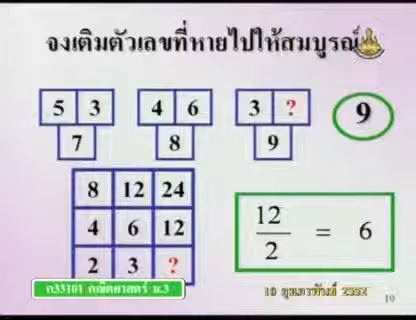 จงเติมตัวเลขที่หายไปให้สมบูรณ์
5 3 4 6 3 ? 9
7 8 9
8 12 24
4 6 12
2 3 ?
12
2 = 6
ค33101 คณิตศาสตร์ ม.3
10 กุมภาพันธ์ 2552
10